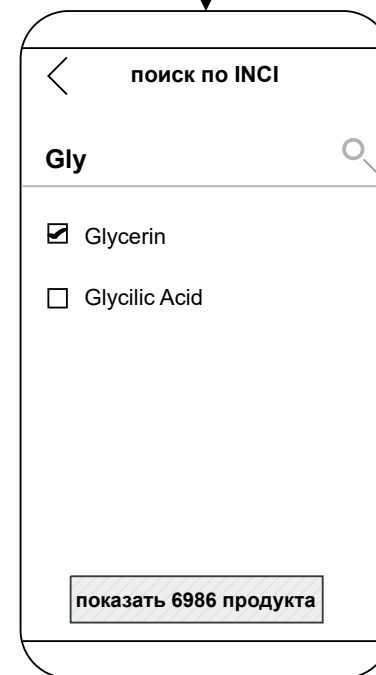 поиск по INCI
Gly
Glycerin
Glycilic Acid
показать 6986 продукта